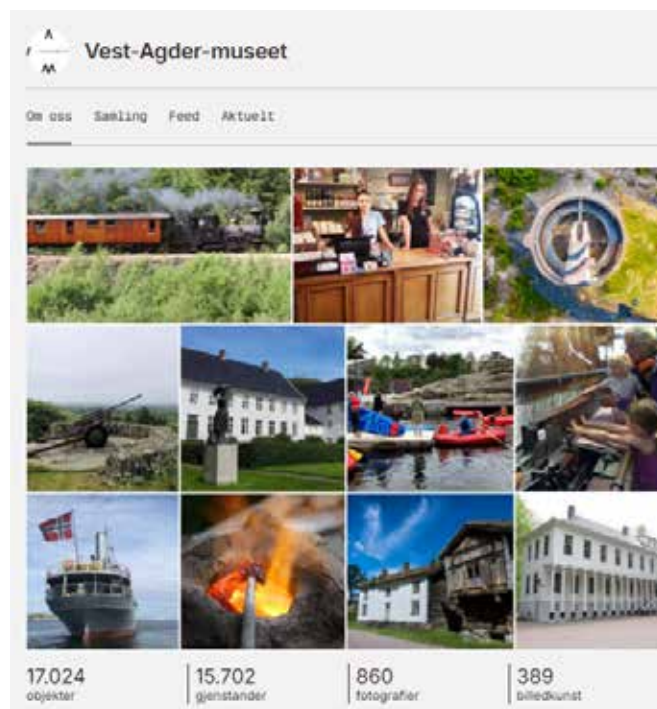 Vest-Agder-museet
Om oss Samling Feed Aktuelt
17.024 15.702 860 389
objekter gjenstander fotografier billedkunst